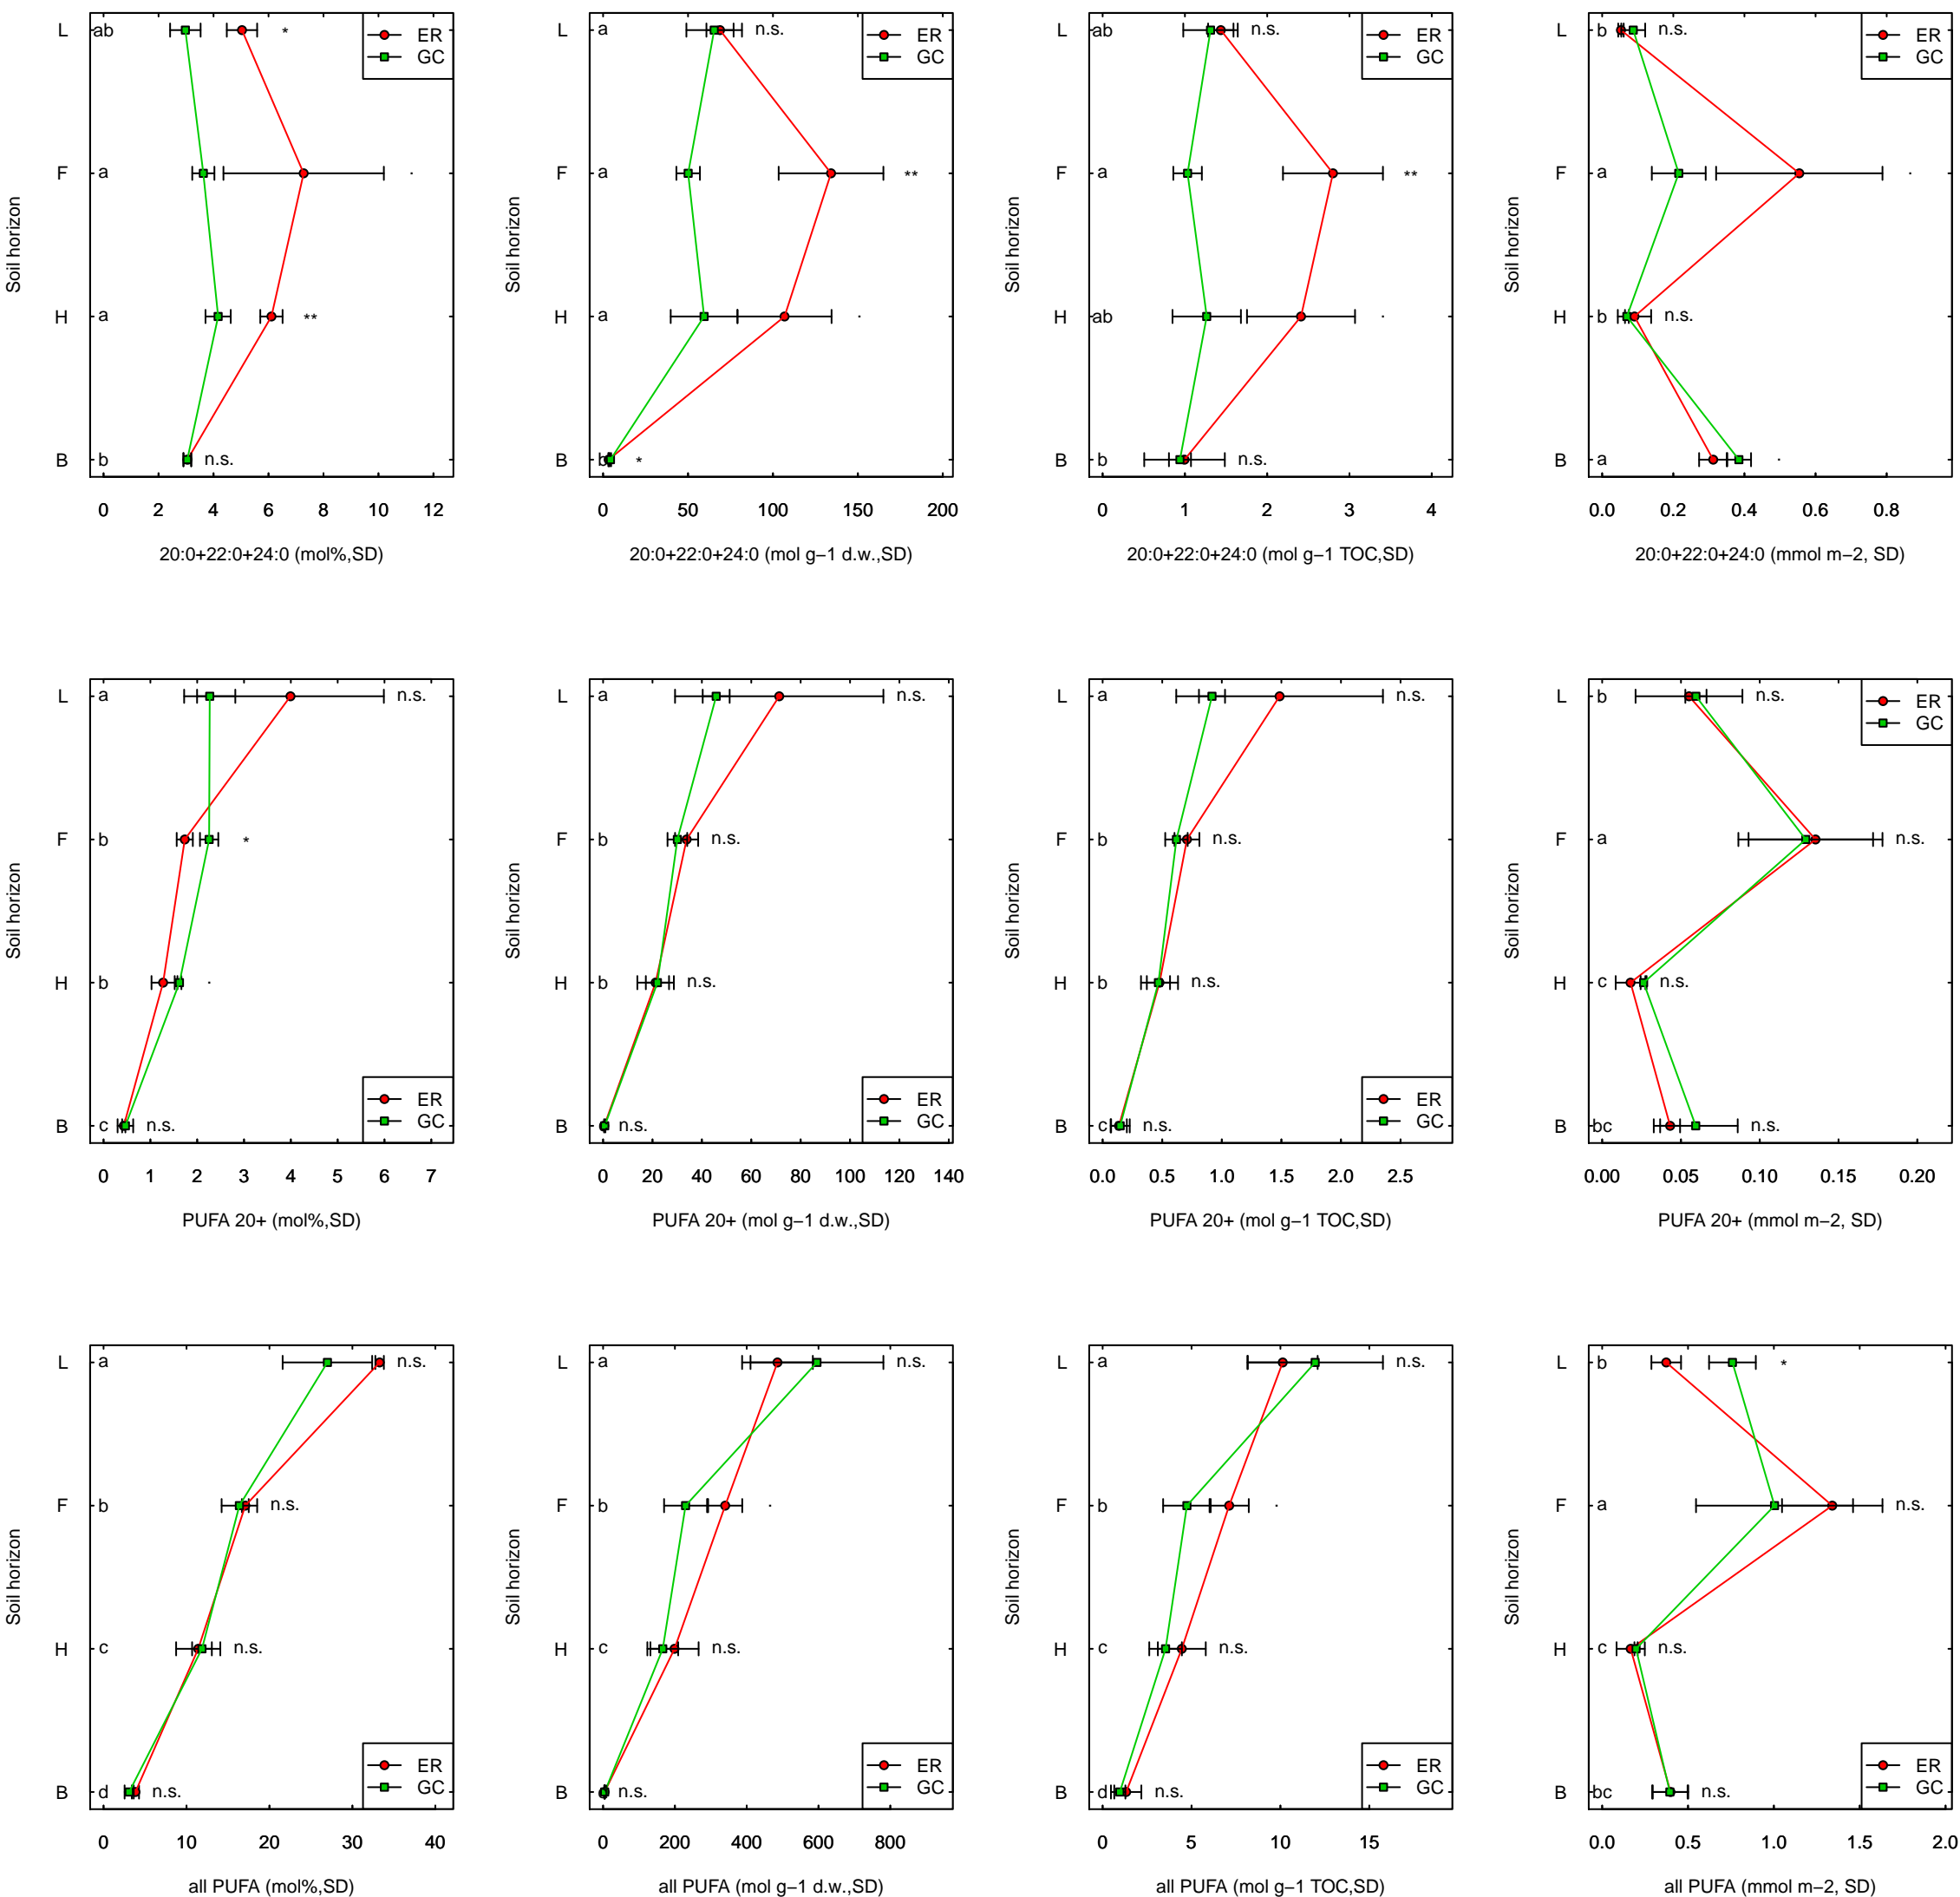 L ab * ER
GC
F a .
H a **
B b n.s.
Soil horizon
0 2 4 6 8 10 12
20:0+22:0+24:0 (mol%,SD)
L a n.s. ER
GC
F a **
H a .
B *
Soil horizon
0 50 100 150 200
20:0+22:0+24:0 (mol g−1 d.w.,SD)
L ab n.s. ER
GC
F a **
H ab .
B b n.s.
Soil horizon
0 1 2 3 4
20:0+22:0+24:0 (mol g−1 TOC,SD)
L b n.s. ER
GC
F a .
H b n.s.
B a .
Soil horizon
0.0 0.2 0.4 0.6 0.8
20:0+22:0+24:0 (mmol m−2, SD)
L a n.s.
F b *
H b .
ER
B c n.s. GC
Soil horizon
0 1 2 3 4 5 6 7
PUFA 20+ (mol%,SD)
L a n.s.
F b n.s.
H b n.s.
ER
B n.s. GC
Soil horizon
0 20 40 60 80 100 120 140
PUFA 20+ (mol g−1 d.w.,SD)
L a n.s.
F b n.s.
H b n.s.
ER
B c n.s. GC
Soil horizon
0.0 0.5 1.0 1.5 2.0 2.5
PUFA 20+ (mol g−1 TOC,SD)
L b n.s. ER
GC
F a n.s.
H c n.s.
B bc n.s.
Soil horizon
0.00 0.05 0.10 0.15 0.20
PUFA 20+ (mmol m−2, SD)
L a n.s.
F b n.s.
H c n.s.
ER
B d n.s. GC
Soil horizon
0 10 20 30 40
all PUFA (mol%,SD)
L a n.s.
F b .
H c n.s.
ER
B n.s. GC
Soil horizon
0 200 400 600 800
all PUFA (mol g−1 d.w.,SD)
L a n.s.
F b .
H c n.s.
ER
B d n.s. GC
Soil horizon
0 5 10 15
all PUFA (mol g−1 TOC,SD)
L b *
F a n.s.
H c n.s.
ER
B bc n.s. GC
Soil horizon
0.0 0.5 1.0 1.5 2.0
all PUFA (mmol m−2, SD)